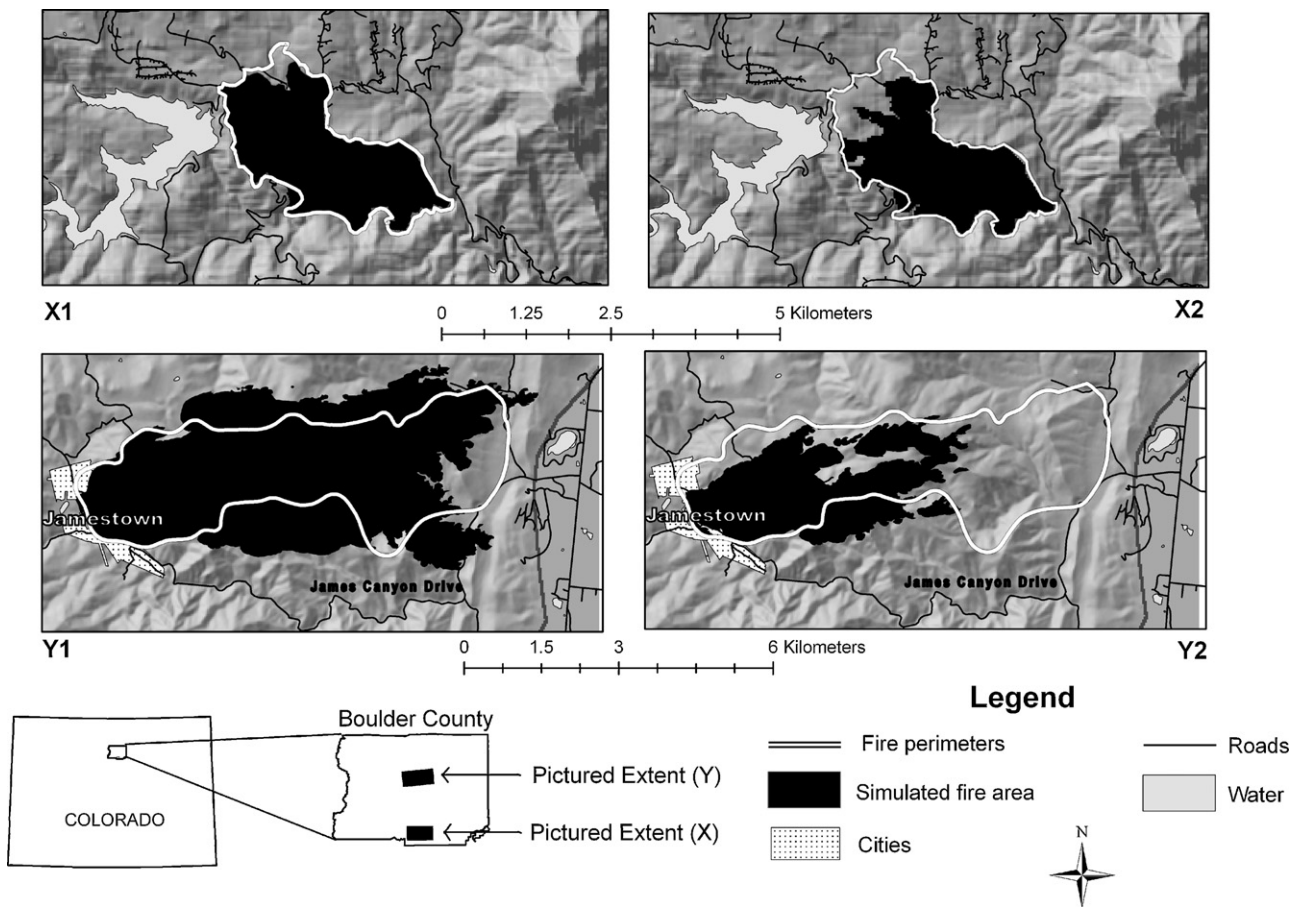 X1
X2
0 1.25 2.5 5 Kilometers
Jamestown
James Canyon Drive
Jamestown
James Canyon Drive
Y1
Y2
0 1.5 3 6 Kilometers
Legend
Boulder County
Fire perimeters
Roads
Pictured Extent (Y)
Simulated fire area
Water
COLORADO
Pictured Extent (X)
Cities
N